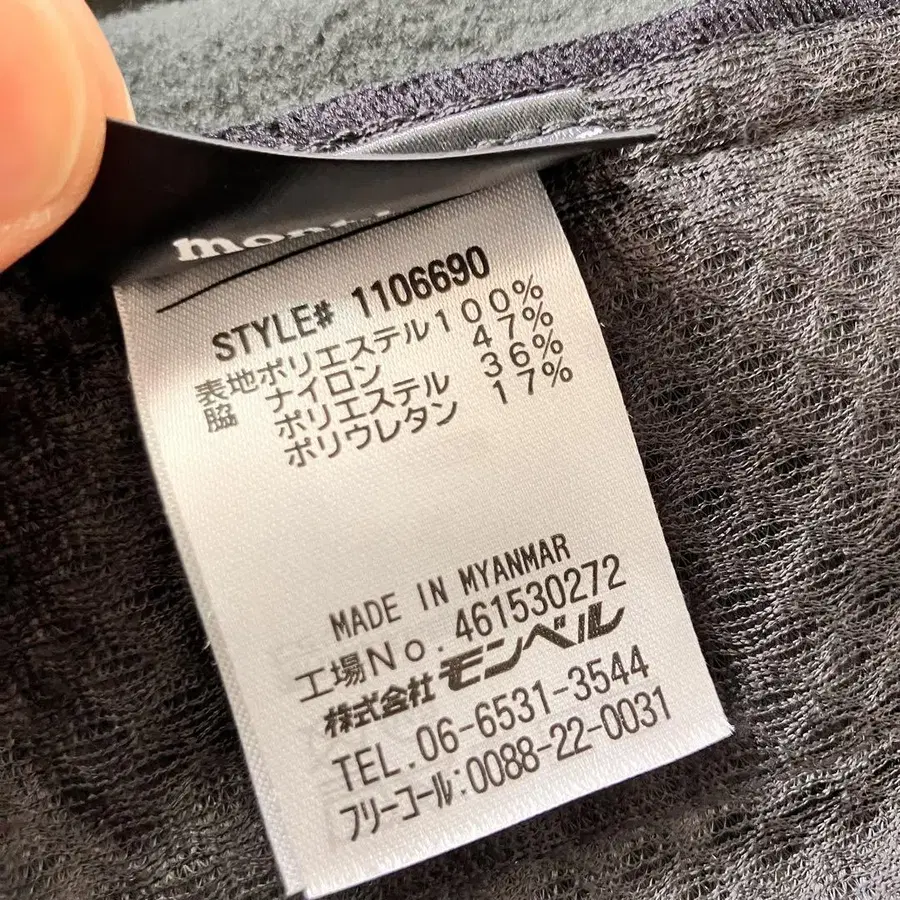 STYLE# 1106690
表地ポリエステル100%
脇 ナイロン 47%
ポリエステル 36%
ポリウレタン 17%
MADE IN MYANMAR
工場No.461530272
株式会社モンベル
TEL.06-6531-3544
フリーコール:0088-22-0031